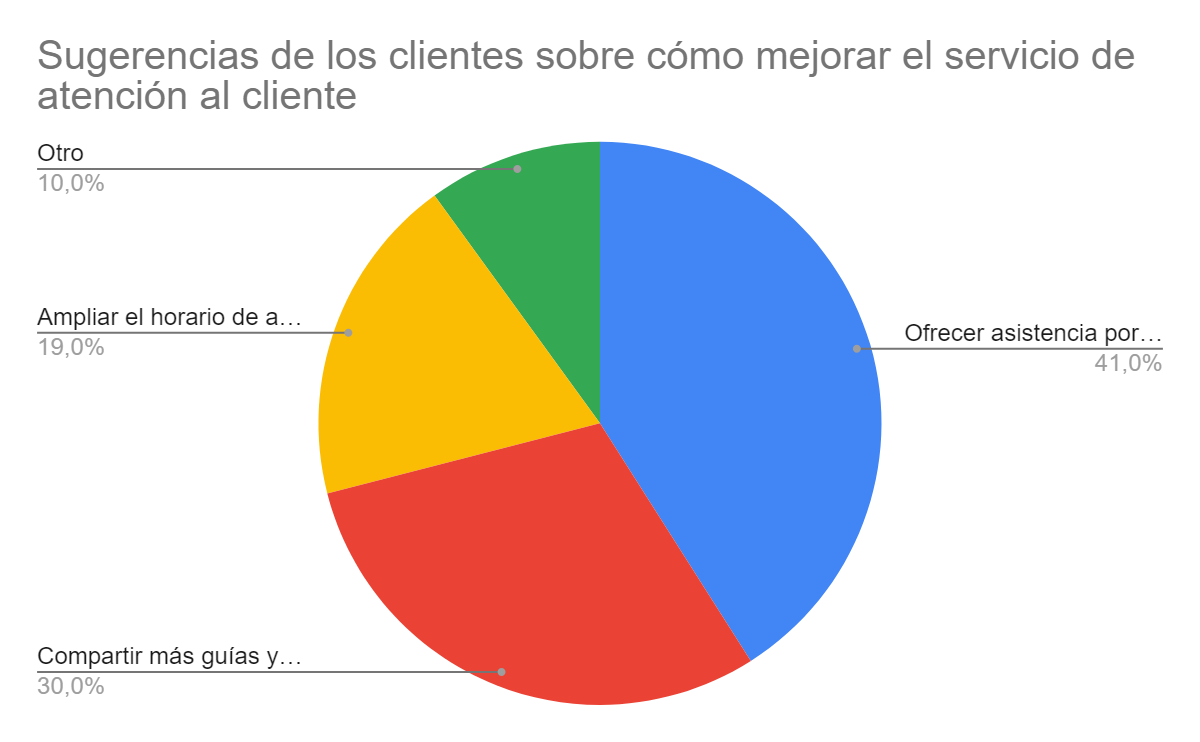 Sugerencias de los clientes sobre cómo mejorar el servicio de
atención al cliente
Otro
10,0%
Ampliar el horario de a…
19,0%
Ofrecer asistencia por…
41,0%
Compartir más guías y…
30,0%